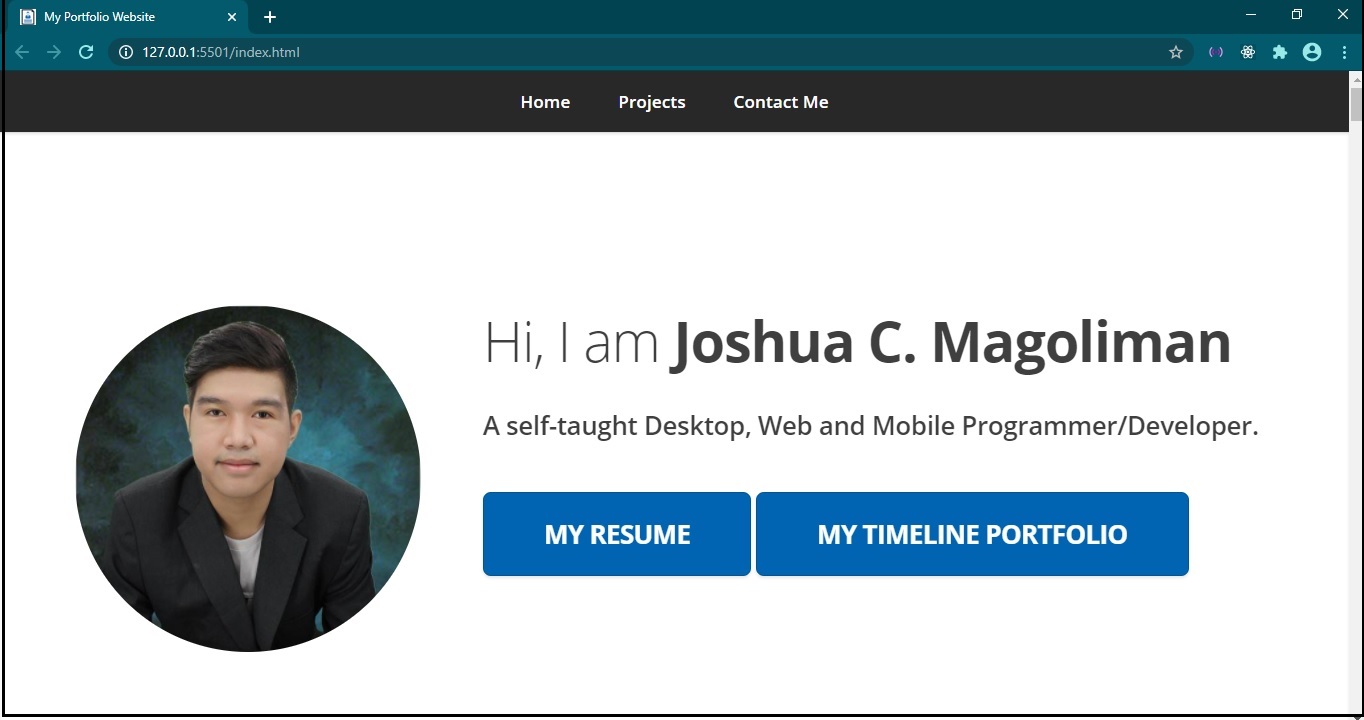 My Portfolio Website
127.0.0.1:5501/index.html
Home Projects Contact Me
Hi, I am Joshua C. Magoliman
A self-taught Desktop, Web and Mobile Programmer/Developer.
MY RESUME MY TIMELINE PORTFOLIO